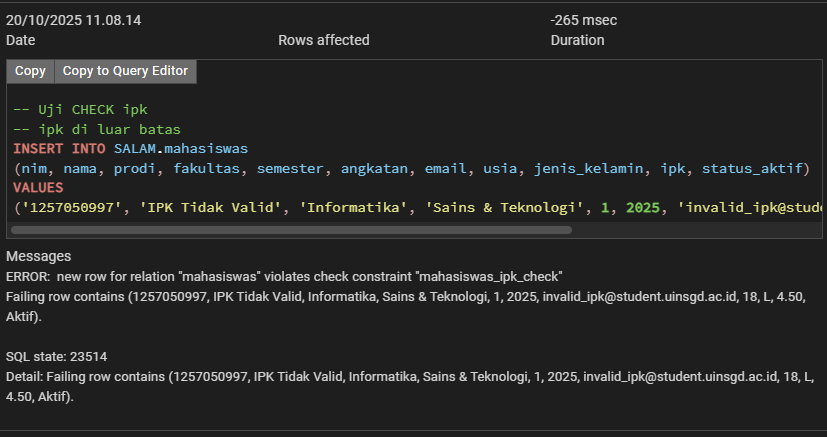 20/10/2025 11.08.14 -265 msec
Date Rows affected Duration
Copy Copy to Query Editor
-- Uji CHECK ipk
-- ipk di luar batas
INSERT INTO SALAM.mahasiswas
(nim, nama, prodi, fakultas, semester, angkatan, email, usia, jenis_kelamin, ipk, status_aktif)
VALUES
('1257050997', 'IPK Tidak Valid', 'Informatika', 'Sains & Teknologi', 1, 2025, 'invalid_ipk@stude
Messages
ERROR:  new row for relation "mahasiswas" violates check constraint "mahasiswas_ipk_check"
Failing row contains (1257050997, IPK Tidak Valid, Informatika, Sains & Teknologi, 1, 2025, invalid_ipk@student.uinsgd.ac.id, 18, L, 4.50,
Aktif).
SQL state: 23514
Detail: Failing row contains (1257050997, IPK Tidak Valid, Informatika, Sains & Teknologi, 1, 2025, invalid_ipk@student.uinsgd.ac.id, 18, L,
4.50, Aktif).